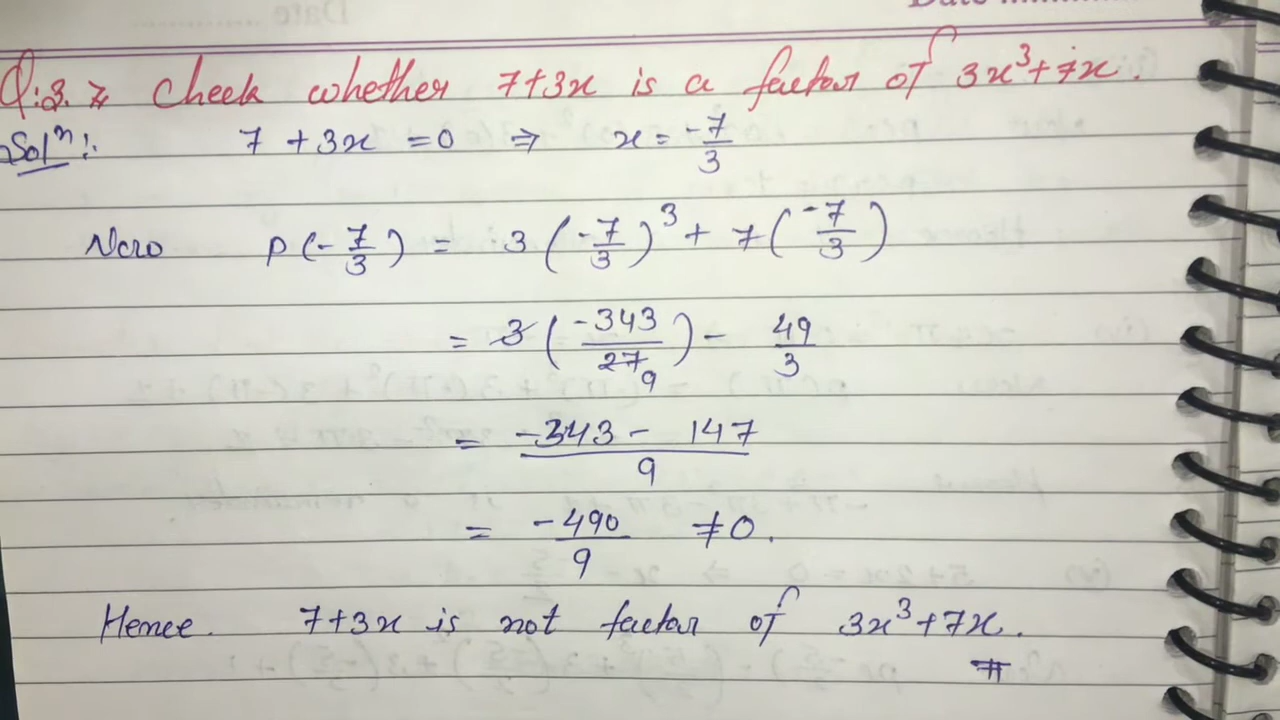 Date
Q:3.> Check whether 7+3x is a factor of 3x³+7x.
Solⁿ:. 7 + 3x = 0 ⇒ x = -7/3
Now p(-7/3) = 3(-7/3)³ + 7(-7/3)
= 3(-343/27 9) - 49/3
= -343 - 147/9
= -490/9 ≠0.
Hence. 7+3x is not factor of 3x³+7x.